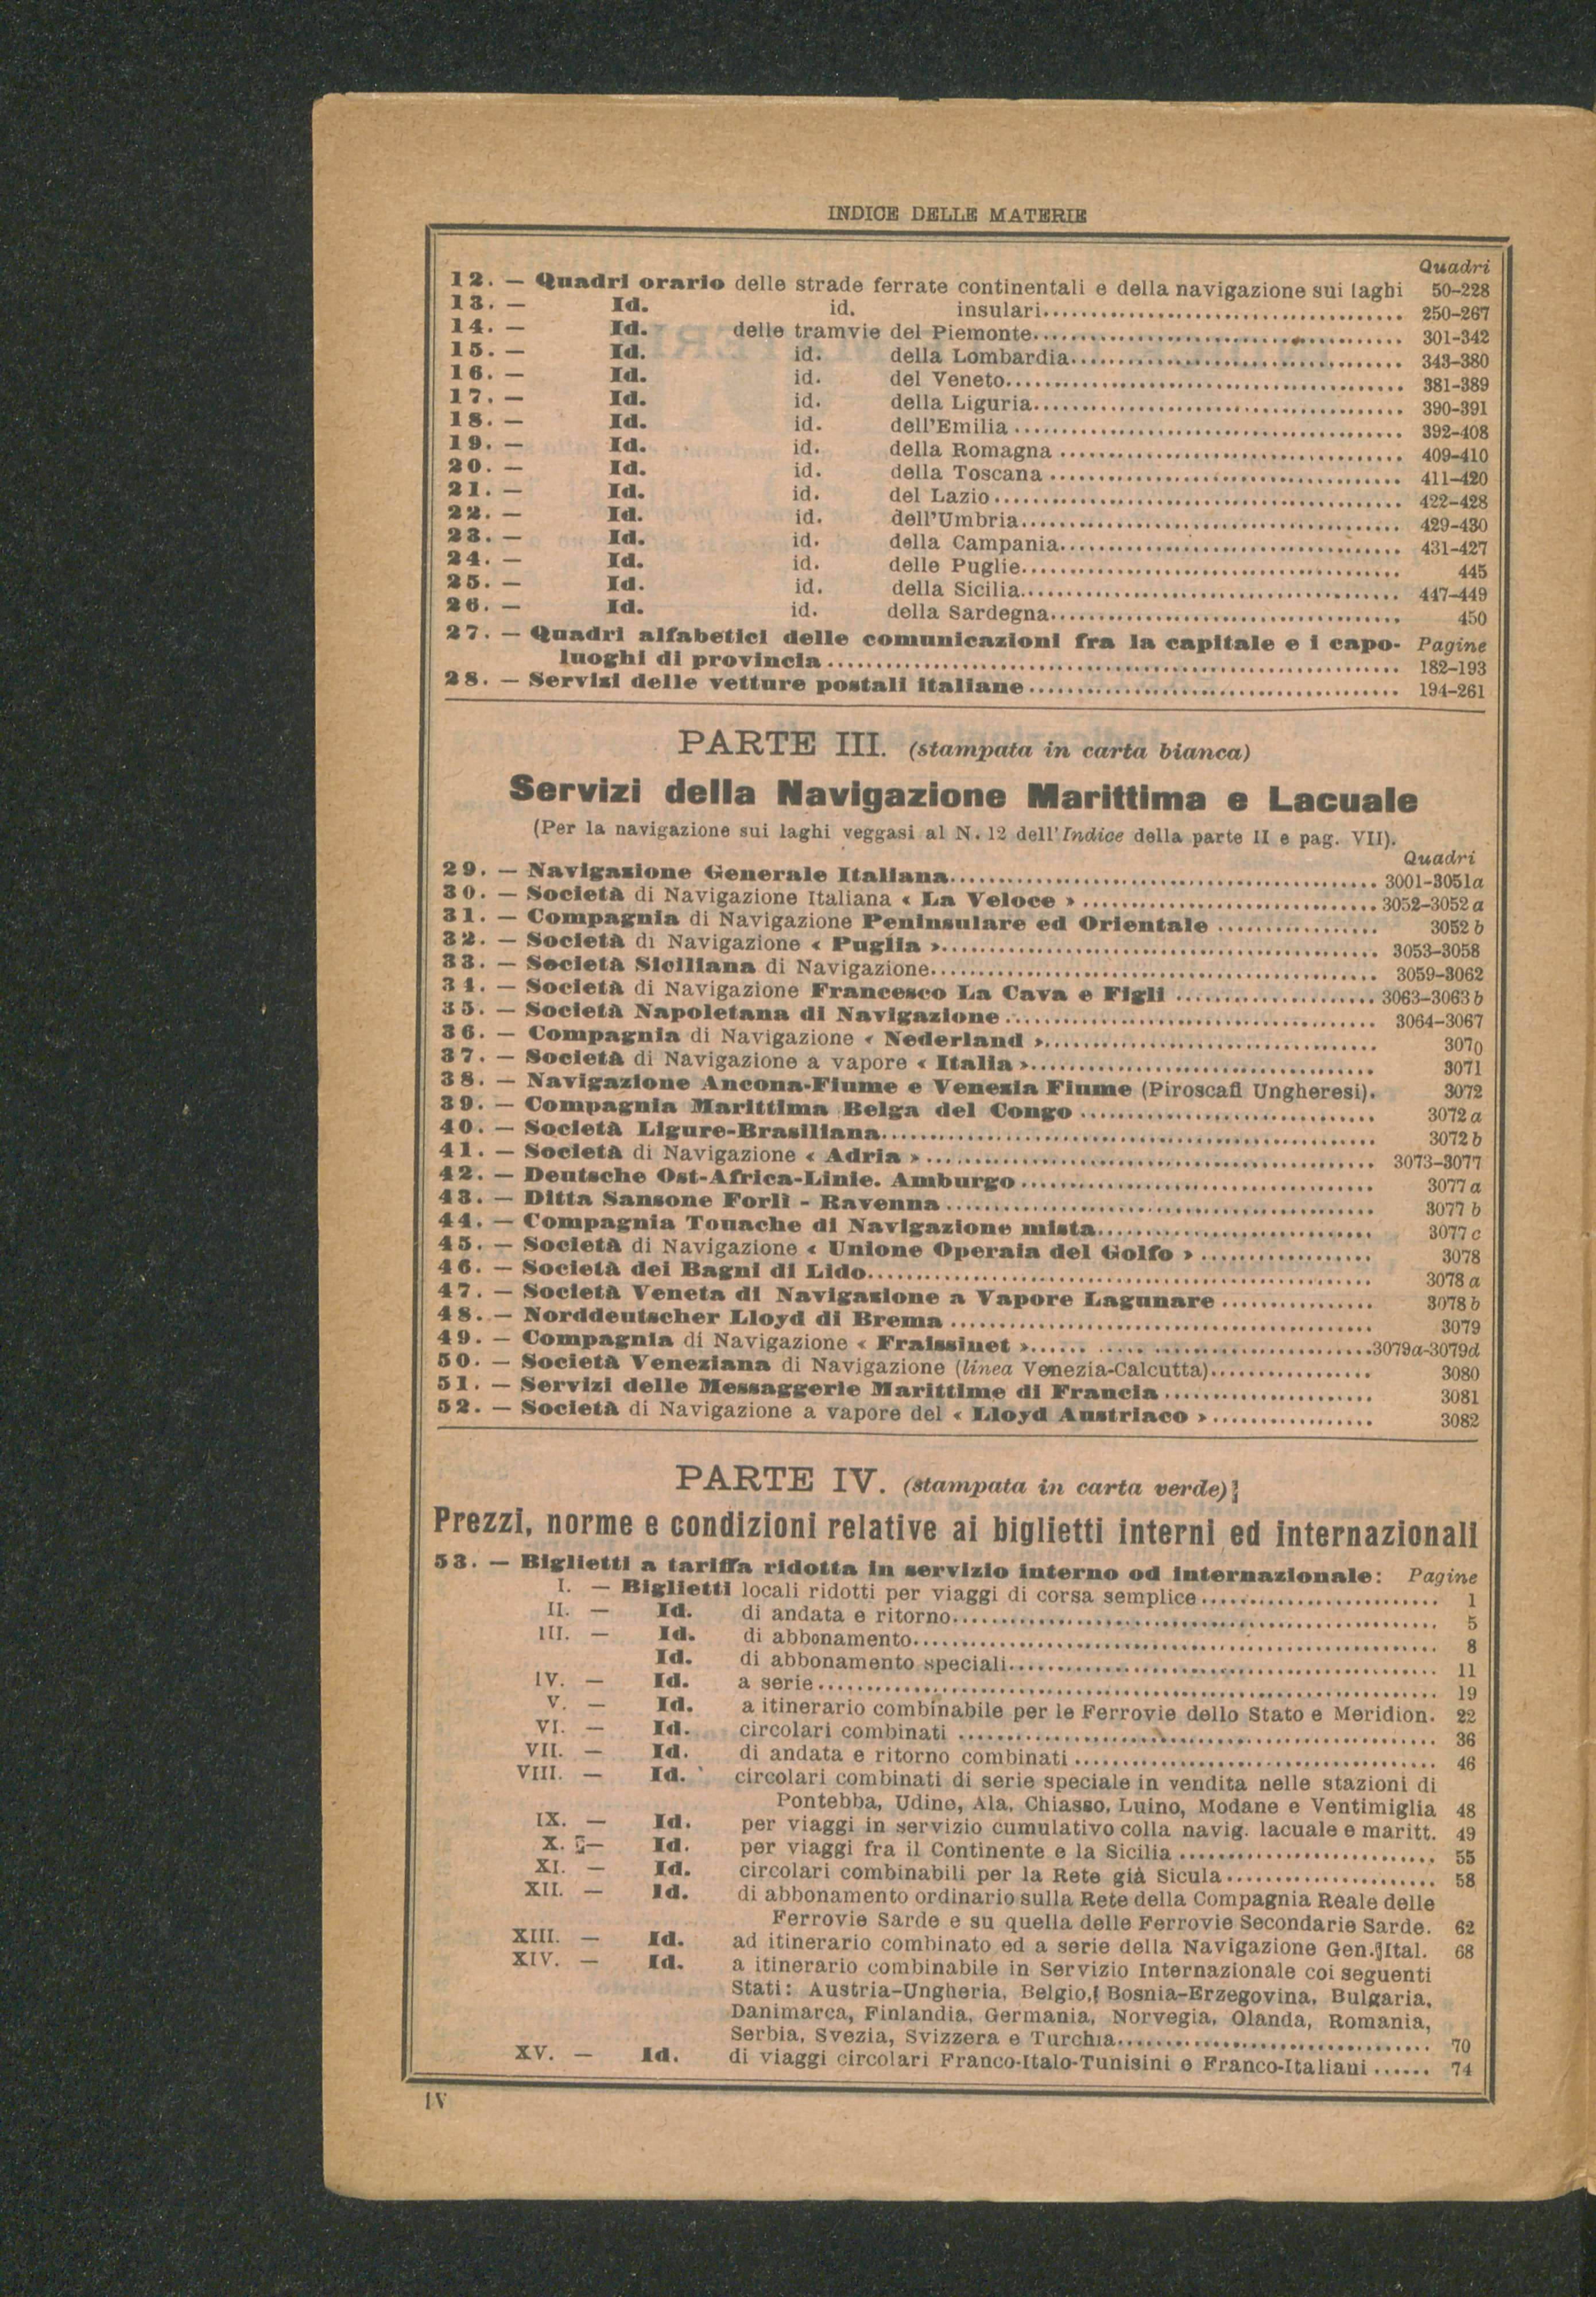 INDICE DELLE MATERIE
Quadri
12. — Quadri orario delle strade ferrate continentali e della navigazione sui laghi 50-228
13. — Id. id. insulari 250-267
14. — Id. delle tramvie del Piemonte 301-342
15. — Id. id. della Lombardia 343-380
16. — Id. id. del Veneto 381-389
17. — Id. id. della Liguria 390-391
18. — Id. id. dell'Emilia 392-408
19. — Id. id. della Romagna 409-410
20. — Id. id. della Toscana 411-420
21. — Id. id. del Lazio 422-428
22. — Id. id. dell'Umbria 429-430
23. — Id. id. della Campania 431-427
24. — Id. id. delle Puglie 445
25. — Id. id. della Sicilia 447-449
26. — Id. id. della Sardegna 450
27. — Quadri alfabetici delle comunicazioni fra la capitale e i capo- Pagine
luoghi di provincia 182-193
28. — Servizi delle vetture postali italiane 194-261
PARTE III. (stampata in carta bianca)
Servizi della Navigazione Marittima e Lacuale
(Per la navigazione sui laghi veggasi al N. 12 dell'Indice della parte II e pag. VII).
Quadri
29. — Navigazione Generale Italiana 3001-3051a
30. — Società di Navigazione Italiana « La Veloce » 3052-3052 a
31. — Compagnia di Navigazione Peninsulare ed Orientale 3052 b
32. — Società di Navigazione « Puglia » 3053-3058
33. — Società Siciliana di Navigazione 3059-3062
34. — Società di Navigazione Francesco La Cava e Figli 3063-3063 b
35. — Società Napoletana di Navigazione 3064-3067
36. — Compagnia di Navigazione « Nederland » 3070
37. — Società di Navigazione a vapore « Italia » 3071
38. — Navigazione Ancona-Fiume e Venezia Fiume (Piroscafi Ungheresi). 3072
39. — Compagnia Marittima Belga del Congo 3072 a
40. — Società Ligure-Brasiliana 3072 b
41. — Società di Navigazione « Adria » 3073-3077
42. — Deutsche Ost-Africa-Linie. Amburgo 3077 a
43. — Ditta Sansone Forlì - Ravenna 3077 b
44. — Compagnia Touache di Navigazione mista 3077 c
45. — Società di Navigazione « Unione Operaia del Golfo » 3078
46. — Società dei Bagni di Lido 3078 a
47. — Società Veneta di Navigazione a Vapore Lagunare 3078 b
48. — Norddeutscher Lloyd di Brema 3079
49. — Compagnia di Navigazione « Fraissinet » 3079a-3079d
50. — Società Veneziana di Navigazione (linea Venezia-Calcutta) 3080
51. — Servizi delle Messaggerie Marittime di Francia 3081
52. — Società di Navigazione a vapore del « Lloyd Austriaco » 3082
PARTE IV. (stampata in carta verde)
Prezzi, norme e condizioni relative ai biglietti interni ed internazionali
53. — Biglietti a tariffa ridotta in servizio interno od internazionale: Pagine
I. — Biglietti locali ridotti per viaggi di corsa semplice 1
II. — Id. di andata e ritorno 5
III. — Id. di abbonamento 8
Id. di abbonamento speciali 11
IV. — Id. a serie 19
V. — Id. a itinerario combinabile per le Ferrovie dello Stato e Meridion. 22
VI. — Id. circolari combinati 36
VII. — Id. di andata e ritorno combinati 46
VIII. — Id. circolari combinati di serie speciale in vendita nelle stazioni di
Pontebba, Udine, Ala, Chiasso, Luino, Modane e Ventimiglia 48
IX. — Id. per viaggi in servizio cumulativo colla navig. lacuale e maritt. 49
X. — Id. per viaggi fra il Continente e la Sicilia 55
XI. — Id. circolari combinabili per la Rete già Sicula 58
XII. — Id. di abbonamento ordinario sulla Rete della Compagnia Reale delle
Ferrovie Sarde e su quella delle Ferrovie Secondarie Sarde. 62
XIII. — Id. ad itinerario combinato ed a serie della Navigazione Gen. Ital. 68
XIV. — Id. a itinerario combinabile in Servizio Internazionale coi seguenti
Stati: Austria-Ungheria, Belgio, Bosnia-Erzegovina, Bulgaria,
Danimarca, Finlandia, Germania, Norvegia, Olanda, Romania,
Serbia, Svezia, Svizzera e Turchia 70
XV. — Id. di viaggi circolari Franco-Italo-Tunisini e Franco-Italiani 74
IV